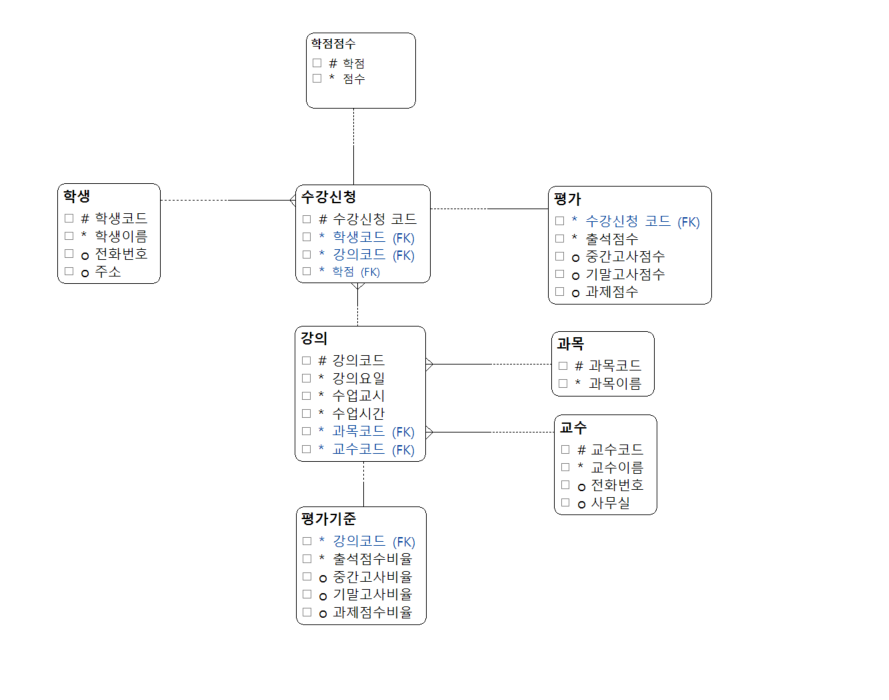 학점점수
# 학점
* 점수
학생
# 학생코드
* 학생이름
o 전화번호
o 주소
수강신청
# 수강신청 코드
* 학생코드 (FK)
* 강의코드 (FK)
* 학점 (FK)
평가
* 수강신청 코드 (FK)
* 출석점수
o 중간고사점수
o 기말고사점수
o 과제점수
강의
# 강의코드
* 강의요일
* 수업교시
* 수업시간
* 과목코드 (FK)
* 교수코드 (FK)
과목
# 과목코드
* 과목이름
교수
# 교수코드
* 교수이름
o 전화번호
o 사무실
평가기준
* 강의코드 (FK)
* 출석점수비율
o 중간고사비율
o 기말고사비율
o 과제점수비율